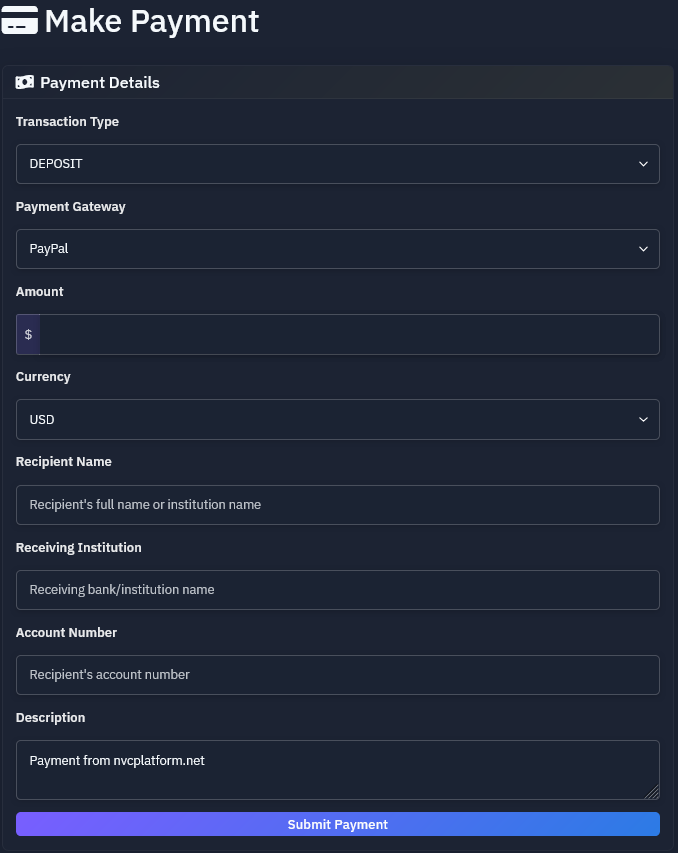 Make Payment
Payment Details
Transaction Type
DEPOSIT
Payment Gateway
PayPal
Amount
$
Currency
USD
Recipient Name
Recipient's full name or institution name
Receiving Institution
Receiving bank/institution name
Account Number
Recipient's account number
Description
Payment from nvcplatform.net
Submit Payment